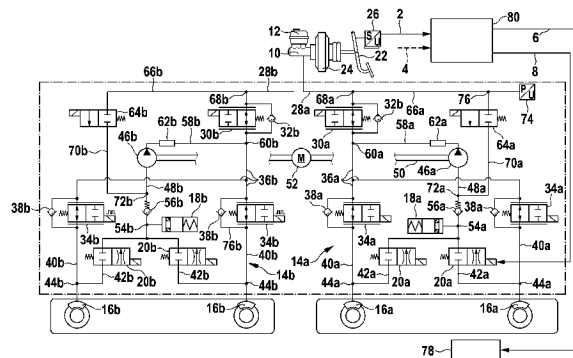 12
10
24
26
S
U
22
2
4
80
6
8
66b
28b
28a
68b
68a
66a
76
P
U
74
64b
30b
32b
62b
58b
60b
46b
70b
M
52
30a
32b
60a
58a
62a
50
46a
64a
70a
48b
72b
56b
54b
18b
36b
36a
72a
48a
56a
18a
54a
38b
34b
38b
34b
76b
38a
34a
38a
34a
20b
20b
42b
42b
40b
40b
14b
14a
40a
42a
20a
20a
42a
40a
44b
44b
44a
44a
16b
16b
16a
16a
78